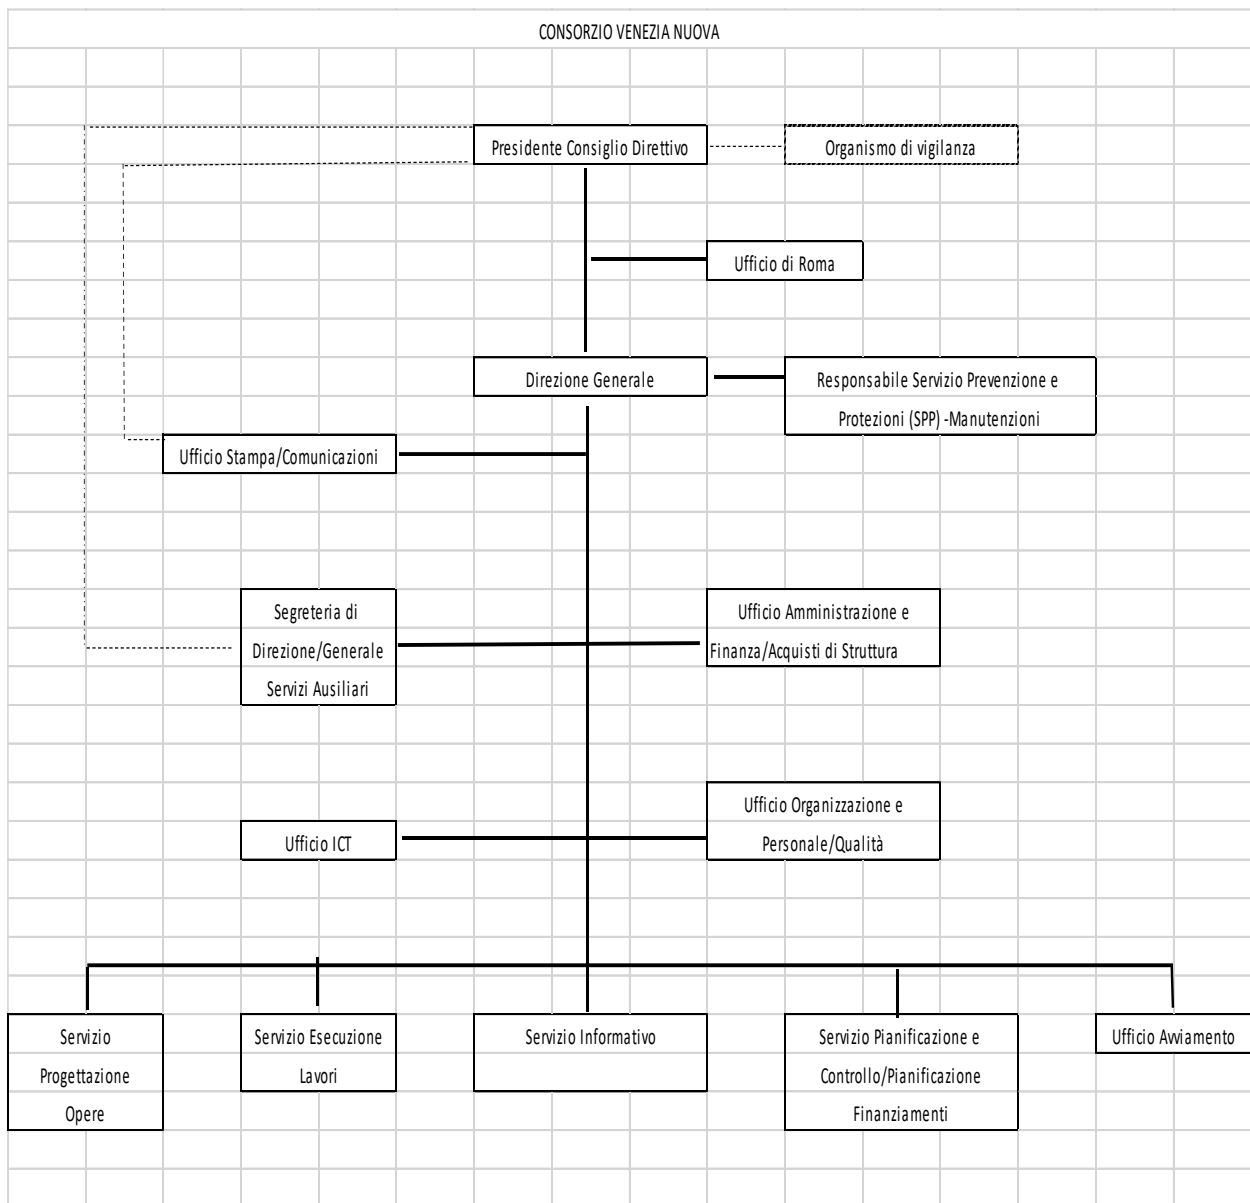 CONSORZIO VENEZIA NUOVA
Presidente Consiglio Direttivo
Organismo di vigilanza
Ufficio di Roma
Direzione Generale
Responsabile Servizio Prevenzione e
Protezioni (SPP) -Manutenzioni
Ufficio Stampa/Comunicazioni
Segreteria di
Direzione/Generale
Servizi Ausiliari
Ufficio Amministrazione e
Finanza/Acquisti di Struttura
Ufficio ICT
Ufficio Organizzazione e
Personale/Qualità
Servizio
Progettazione
Opere
Servizio Esecuzione
Lavori
Servizio Informativo
Servizio Pianificazione e
Controllo/Pianificazione
Finanziamenti
Ufficio Avviamento